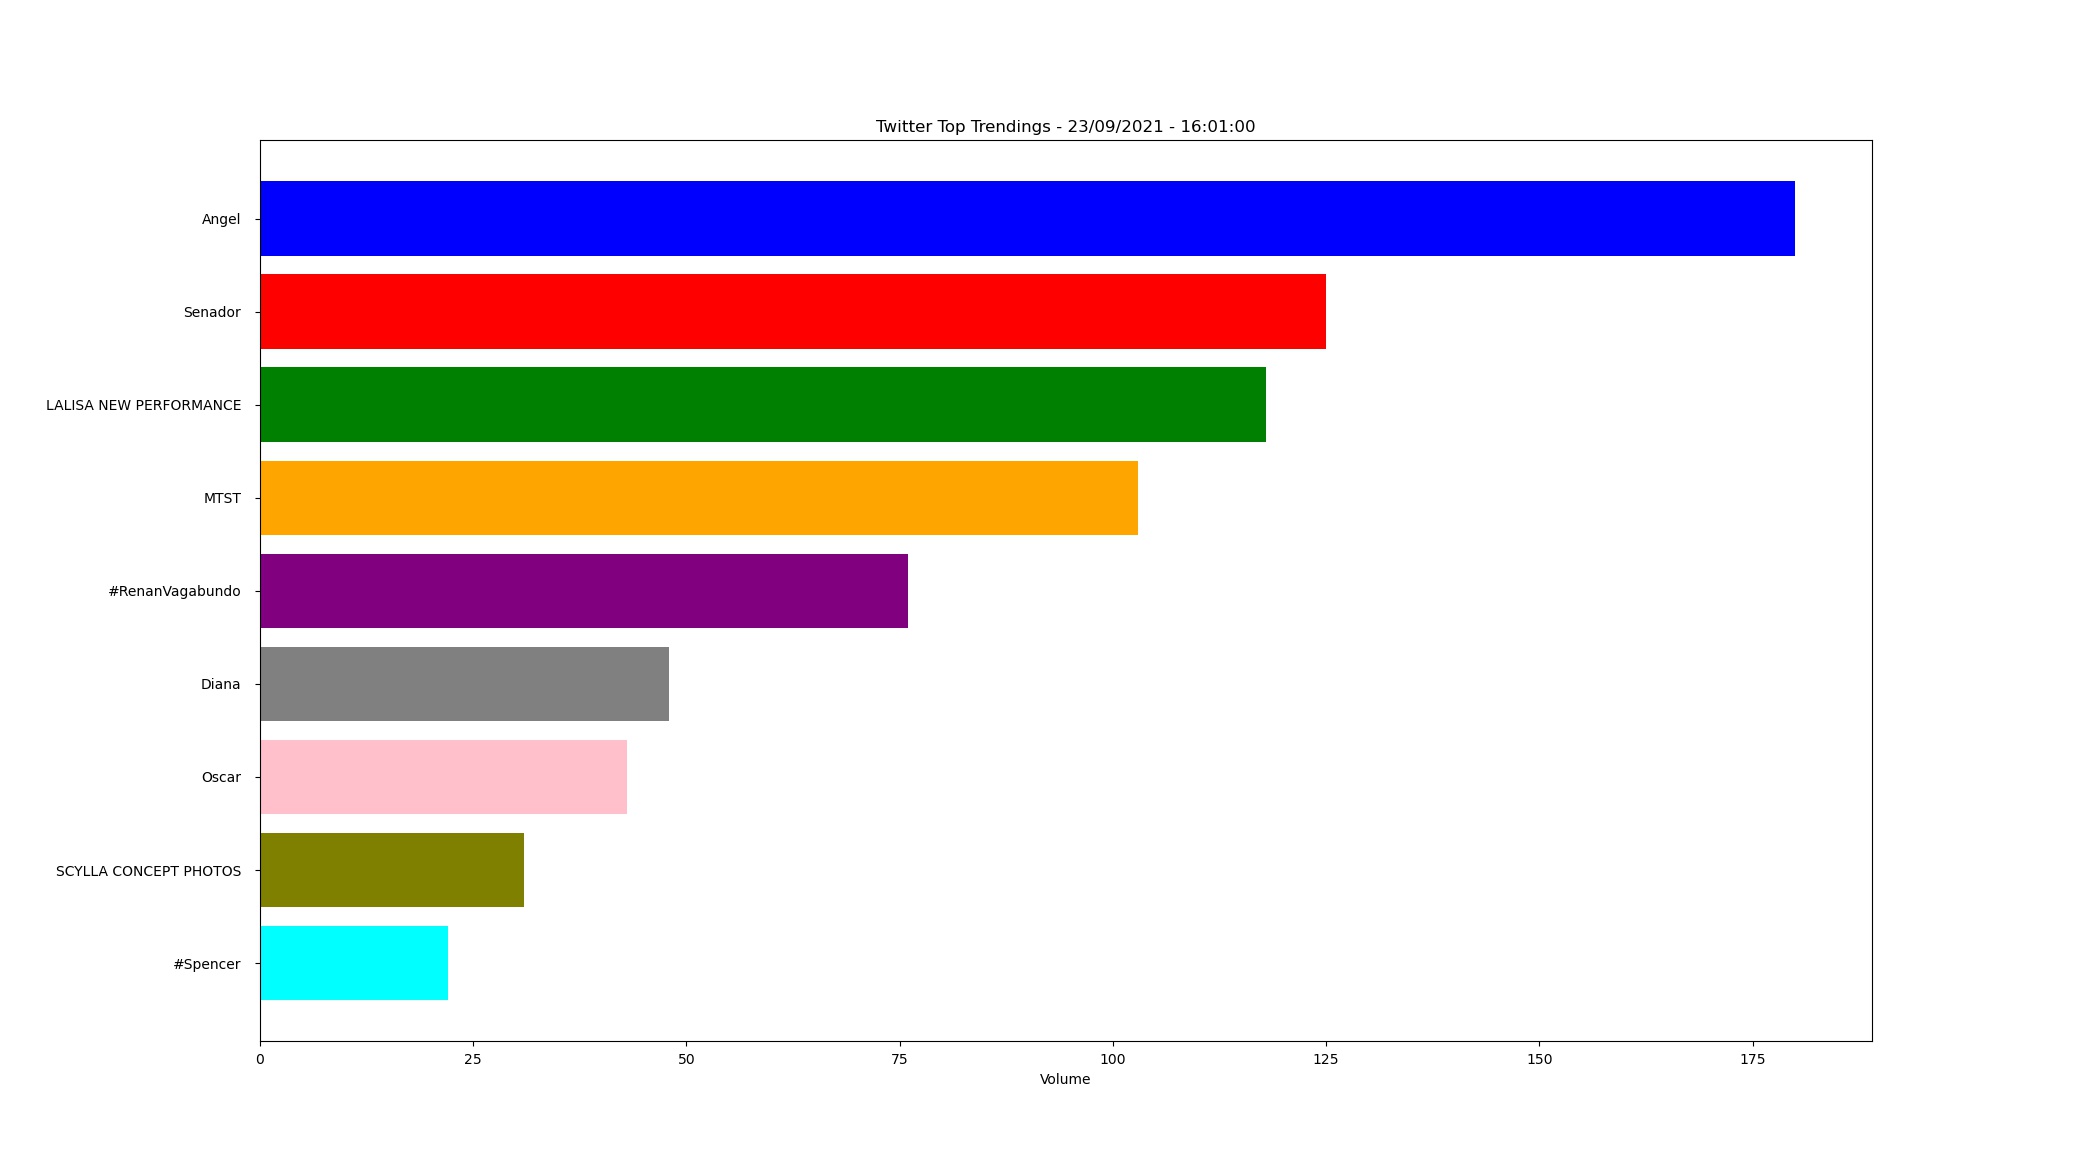 Twitter Top Trendings - 23/09/2021 - 16:01:00
Angel
Senador
LALISA NEW PERFORMANCE
MTST
#RenanVagabundo
Diana
Oscar
SCYLLA CONCEPT PHOTOS
#Spencer
0 25 50 75 100 125 150 175
Volume